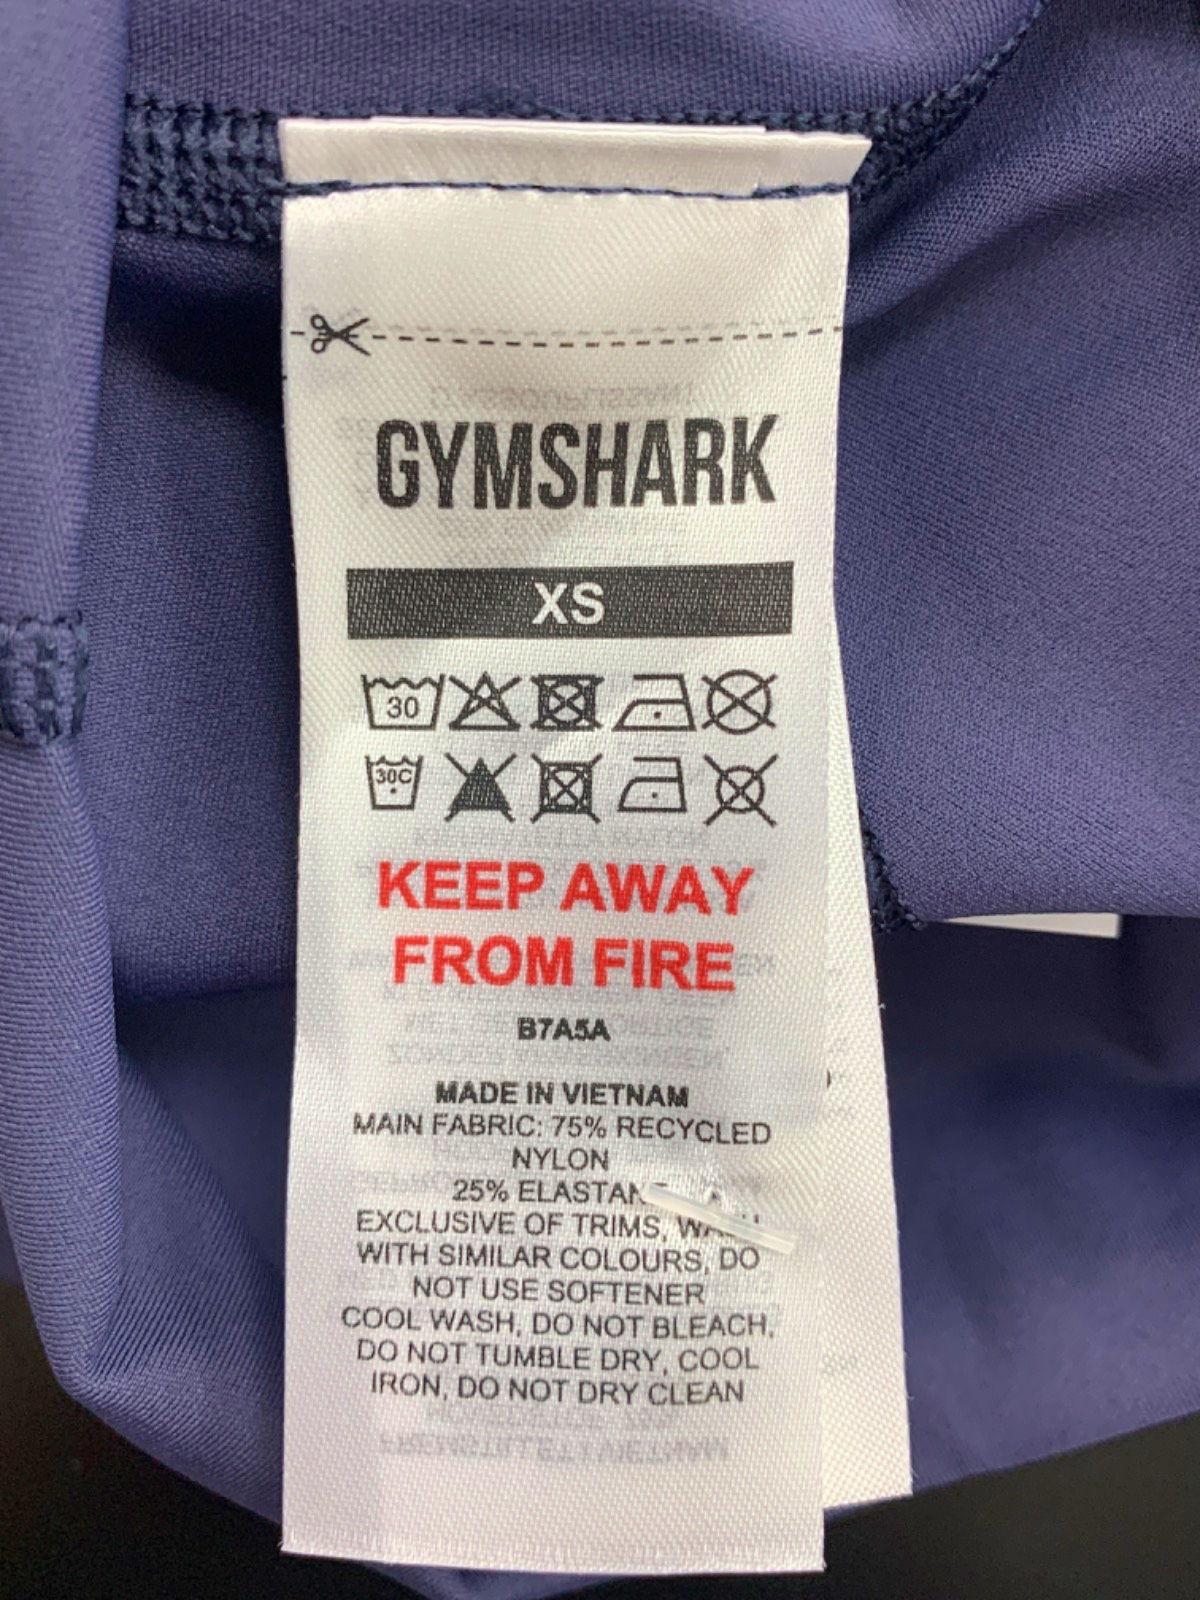 GYMSHARK
XS
30
30C
KEEP AWAY
FROM FIRE
B7A5A
MADE IN VIETNAM
MAIN FABRIC: 75% RECYCLED
NYLON
25%
EXCLUSIVE OF TRIMS,
WITH SIMILAR COLOURS, DO
NOT USE SOFTENER
COOL WASH, DO NOT BLEACH,
DO NOT TUMBLE DRY, COOL
IRON, DO NOT DRY CLEAN